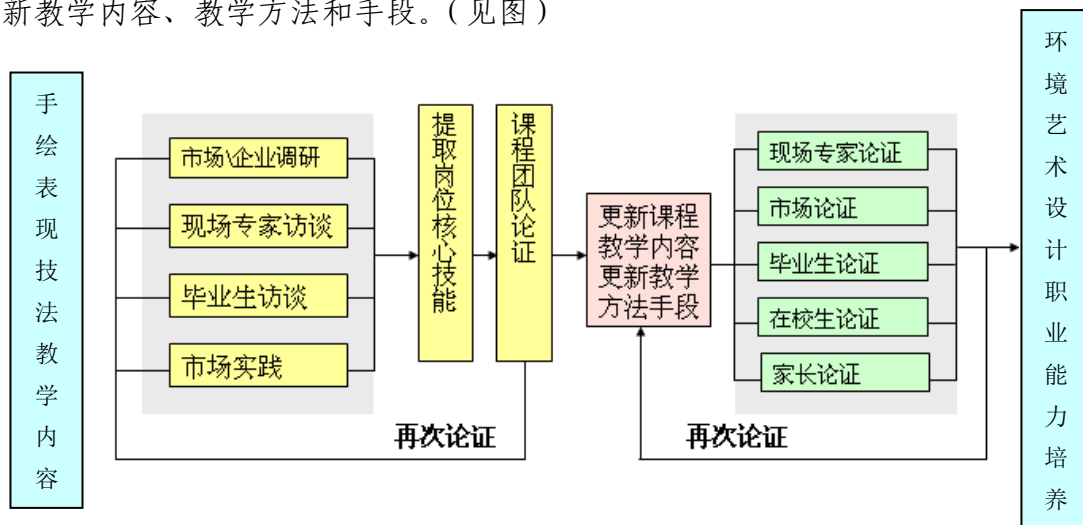 新教学内容、教学方法和手段。(见图)
手绘表现技法教学内容
市场\企业调研
现场专家访谈
毕业生访谈
市场实践
提取岗位核心技能
课程团队论证
再次论证
更新课程
教学内容
更新教学
方法手段
现场专家论证
市场论证
毕业生论证
在校生论证
家长论证
再次论证
环境艺术设计职业能力培养